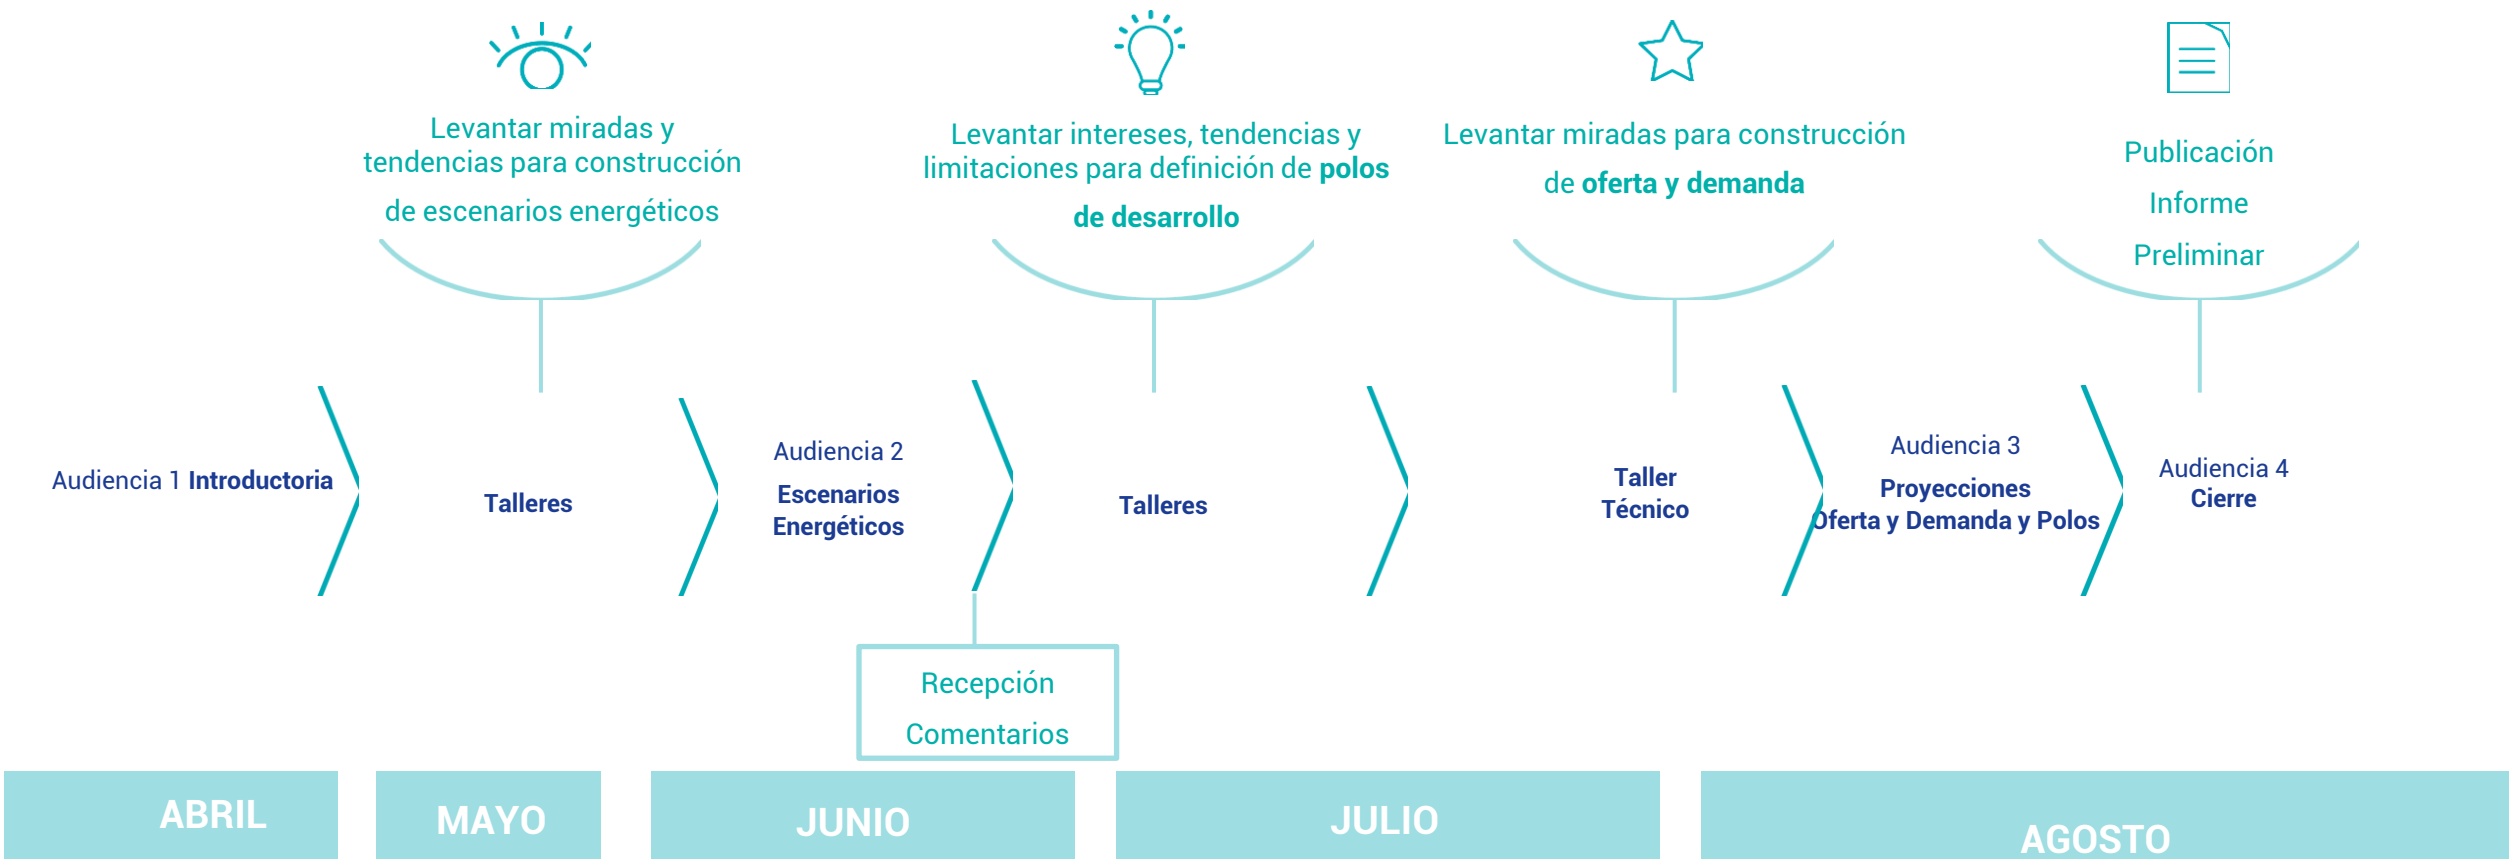 Levantar miradas y
tendencias para construcción
de escenarios energéticos
Levantar intereses, tendencias y
limitaciones para definición de polos
de desarrollo
Levantar miradas para construcción
de oferta y demanda
Publicación
Informe
Preliminar
Audiencia 1 Introductoria
Talleres
Audiencia 2
Escenarios
Energéticos
Talleres
Taller
Técnico
Audiencia 3
Proyecciones
Oferta y Demanda y Polos
Audiencia 4
Cierre
Recepción
Comentarios
ABRIL
MAYO
JUNIO
JULIO
AGOSTO